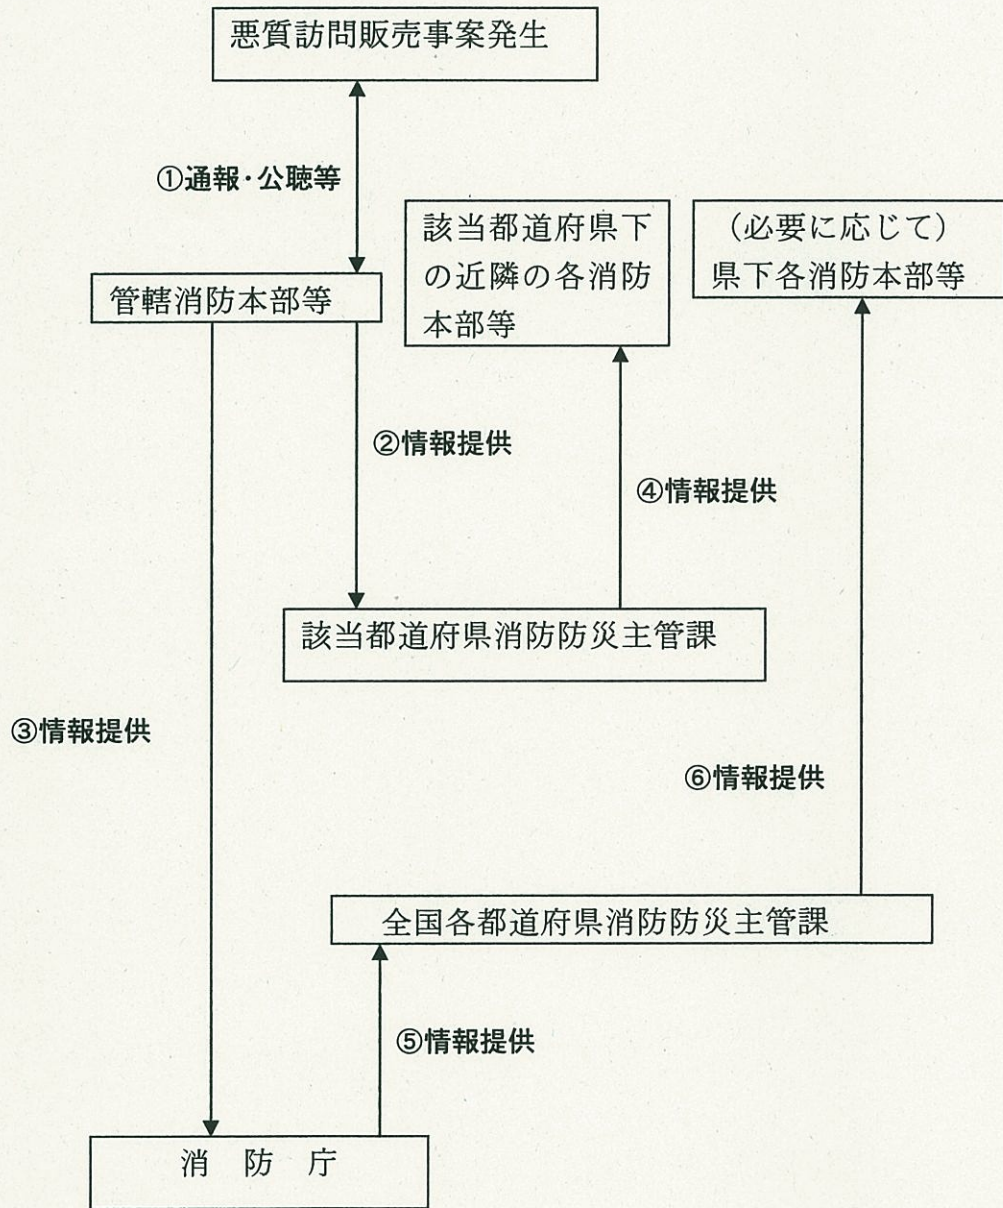 悪質訪問販売事案発生
①通報・公聴等
管轄消防本部等
該当都道府県下
の近隣の各消防
本部等
（必要に応じて）
県下各消防本部等
②情報提供
④情報提供
該当都道府県消防防災主管課
③情報提供
⑥情報提供
全国各都道府県消防防災主管課
⑤情報提供
消　防　庁